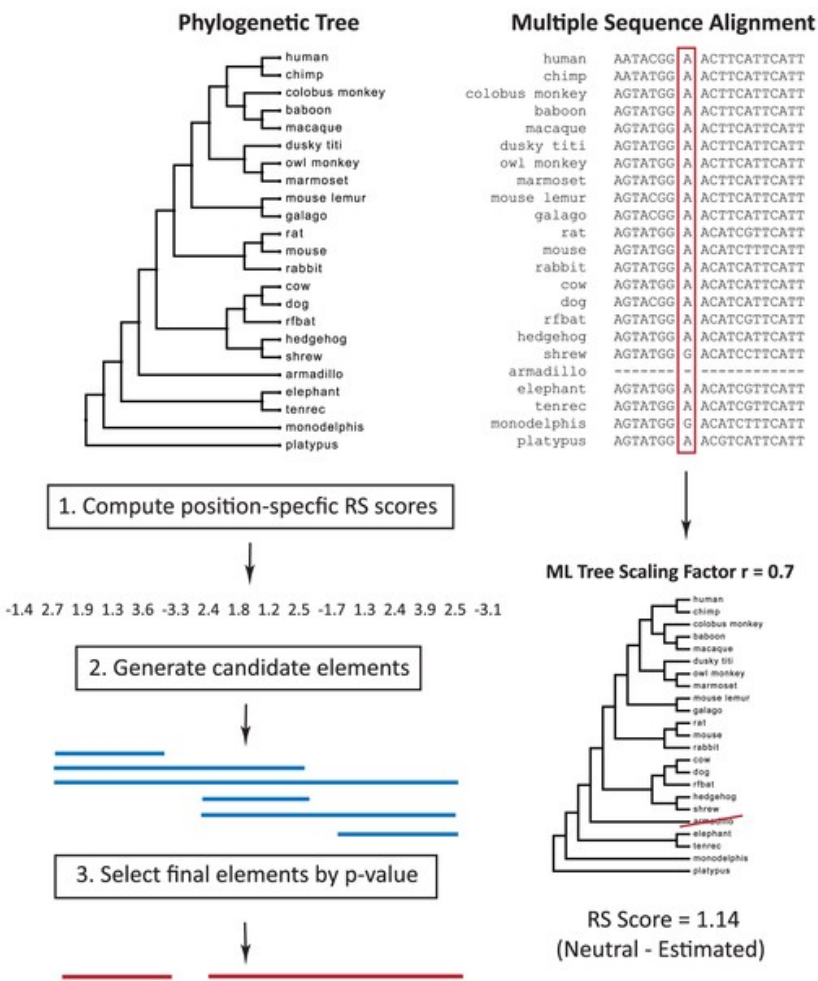 Phylogenetic Tree
human
chimp
colobus monkey
baboon
macaque
dusky titi
owl monkey
marmoset
mouse lemur
galago
rat
mouse
rabbit
cow
dog
rfbat
hedgehog
shrew
armadillo
elephant
tenrec
monodelphis
platypus
Multiple Sequence Alignment
human AATACGG A ACTTCATTCATT
chimp AATATGG A ACTTCATTCATT
colobus monkey AGTATGG A ACTTCATTCATT
baboon AGTATGG A ACTTCATTCATT
macaque AGTATGG A ACTTCATTCATT
dusky titi AGTATGG A ACTTCATTCATT
owl monkey AGTATGG A ACTTCATTCATT
marmoset AGTATGG A ACTTCATTCATT
mouse lemur AGTACGG A ACTTCATTCATT
galago AGTACGG A ACTTCATTCATT
rat AGTATGG A ACATCGTTCATT
mouse AGTATGG A ACATCTTTCATT
rabbit AGTATGG A ACATCATTCATT
cow AGTATGG A ACATCATTCATT
dog AGTACGG A ACATCATTCATT
rfbat AGTATGG A ACATCGTTCATT
hedgehog AGTATGG A ACATCATTCATT
shrew AGTATGG G ACATCCTTCATT
armadillo ------- - ------------
elephant AGTATGG A ACATCGTTCATT
tenrec AGTATGG A ACATCGTTCATT
monodelphis AGTATGG G ACATCTTTCATT
platypus AGTATGG A ACGTCATTCATT
1. Compute position-specfic RS scores
-1.4 2.7 1.9 1.3 3.6 -3.3 2.4 1.8 1.2 2.5 -1.7 1.3 2.4 3.9 2.5 -3.1
2. Generate candidate elements
3. Select final elements by p-value
ML Tree Scaling Factor r = 0.7
human
chimp
colobus monkey
baboon
macaque
dusky titi
owl monkey
marmoset
mouse lemur
galago
rat
mouse
rabbit
cow
dog
rfbat
hedgehog
shrew
armadillo
elephant
tenrec
monodelphis
platypus
RS Score = 1.14
(Neutral - Estimated)